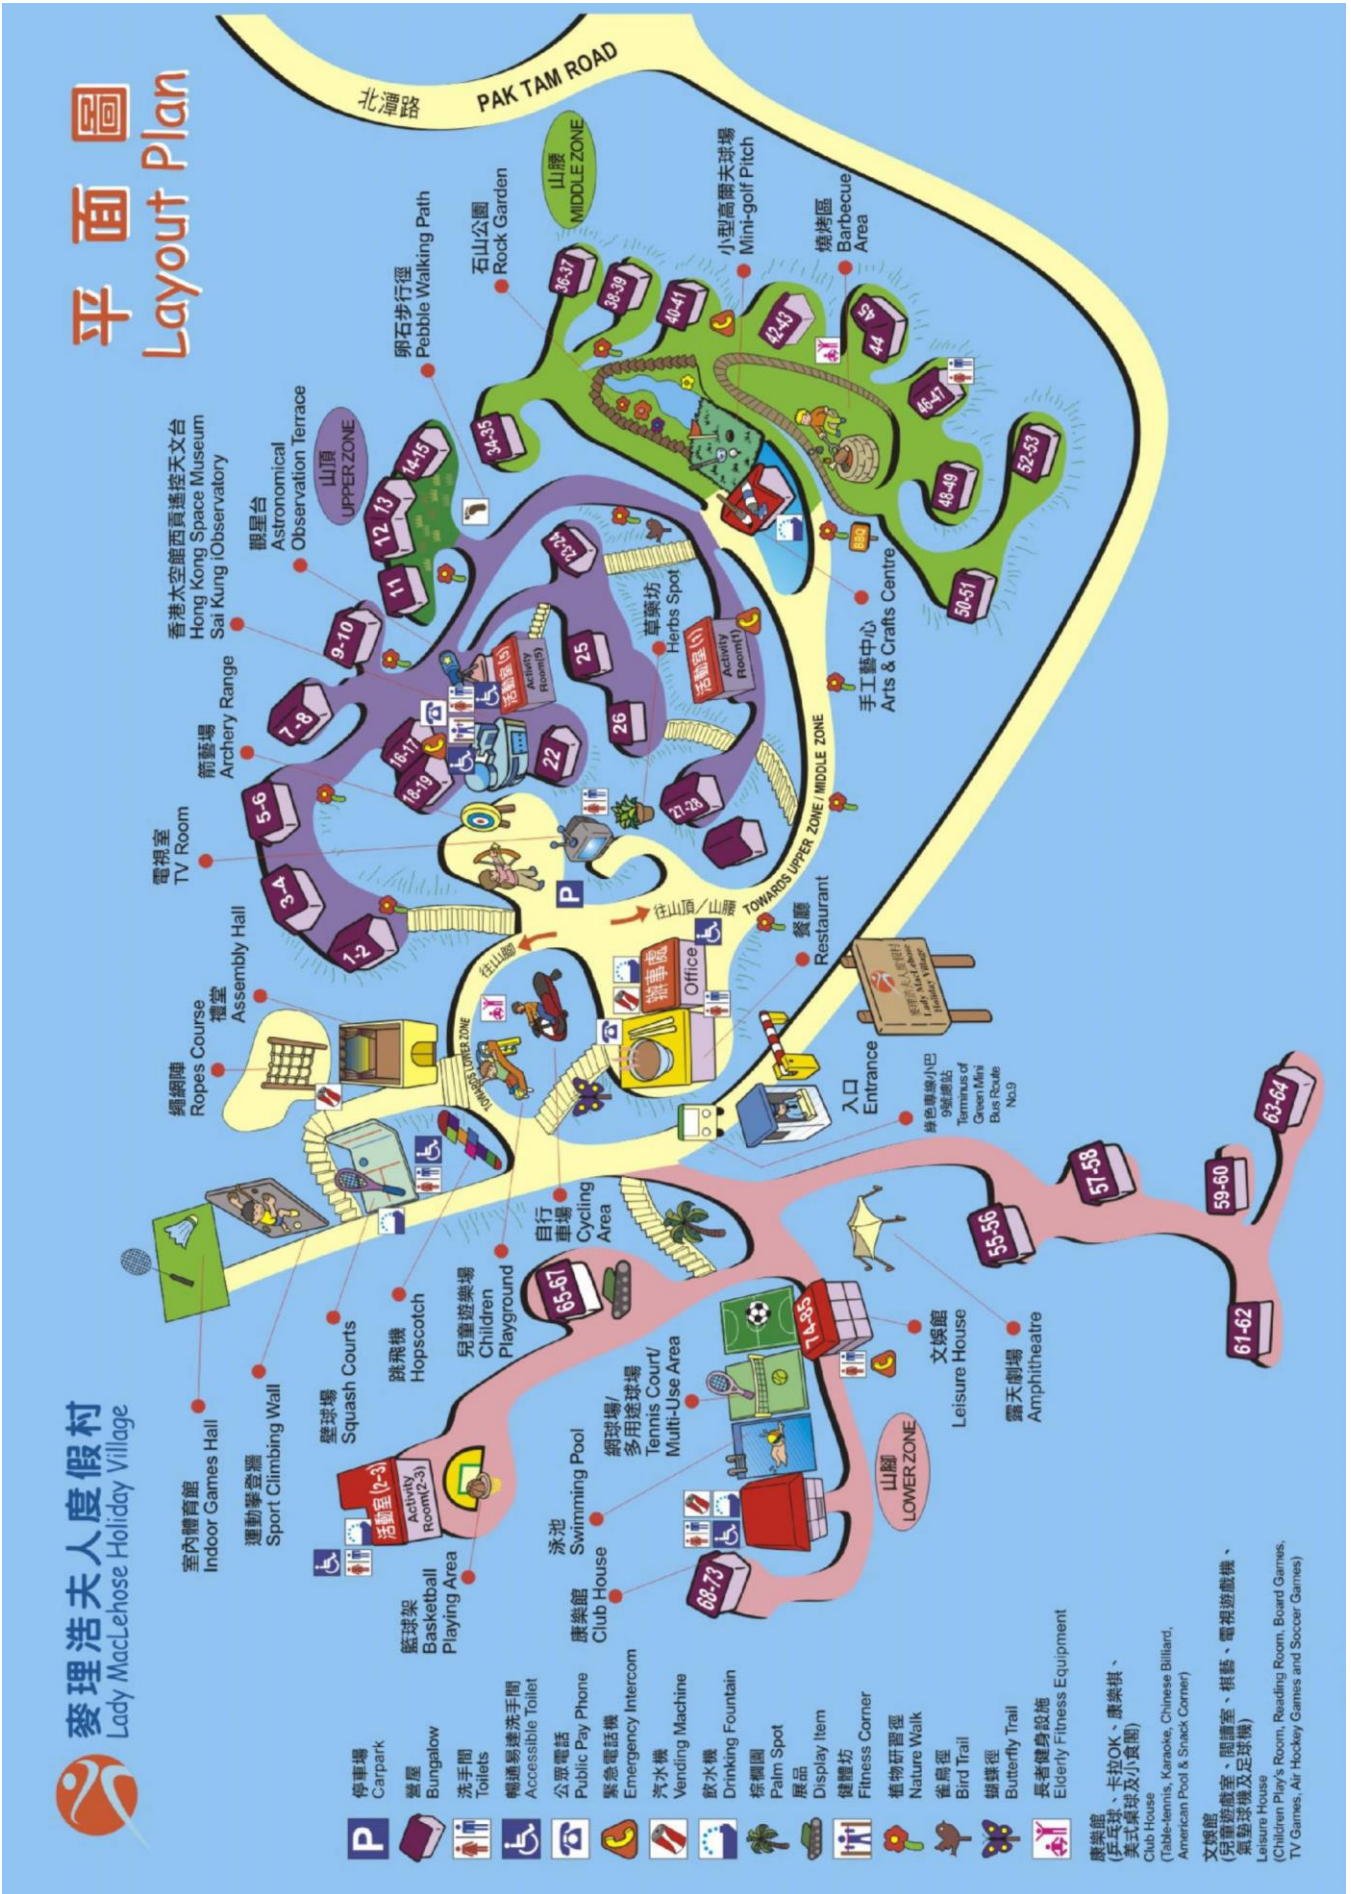 麥理浩夫人度假村
Lady MacLehose Holiday Village
平面圖
Layout Plan
北潭路
PAK TAM ROAD
室內體育館
Indoor Games Hall
運動攀登牆
Sport Climbing Wall
壁球場
Squash Courts
跳飛機
Hopscotch
兒童遊樂場
Children
Playground
自行
車場
Cycling
Area
繩網陣
Ropes Course
禮堂
Assembly Hall
電視室
TV Room
箭藝場
Archery Range
香港太空館西貢遙控天文台
Hong Kong Space Museum
Sai Kung iObservatory
觀星台
Astronomical
Observation Terrace
山頂
UPPER ZONE
卵石步行徑
Pebble Walking Path
石山公園
Rock Garden
山腰
MIDDLE ZONE
小型高爾夫球場
Mini-golf Pitch
燒烤區
Barbecue
Area
草藥坊
Herbs Spot
手工藝中心
Arts & Crafts Centre
餐廳
Restaurant
入口
Entrance
綠色專線小巴
9號總站
Terminus of
Green Mini
Bus Route
No.9
麥理浩夫人度假村
Lady MacLehose
Holiday Village
往山腳
TOWARDS LOWER ZONE
往山頂/山腰
TOWARDS UPPER ZONE / MIDDLE ZONE
辦事處
Office
P
活動室(1)
Activity
Room(1)
活動室(5)
Activity
Room(5)
活動室(2-3)
Activity
Room(2-3)
BBQ
1-2
3-4
5-6
7-8
9-10
11
12
13
14-15
16-17
18-19
22
23-24
25
26
27-28
34-35
36-37
38-39
40-41
42-43
44
45
46-47
48-49
50-51
52-53
55-56
57-58
59-60
61-62
63-64
65-67
68-73
74-85
籃球架
Basketball
Playing Area
康樂館
Club House
泳池
Swimming Pool
網球場/
多用途球場
Tennis Court/
Multi-Use Area
山腳
LOWER ZONE
文娛館
Leisure House
露天劇場
Amphitheatre
P
停車場
Carpark
營屋
Bungalow
洗手間
Toilets
暢通易達洗手間
Accessible Toilet
公眾電話
Public Pay Phone
緊急電話機
Emergency Intercom
汽水機
Vending Machine
飲水機
Drinking Fountain
棕櫚園
Palm Spot
展品
Display Item
健體坊
Fitness Corner
植物研習徑
Nature Walk
雀鳥徑
Bird Trail
蝴蝶徑
Butterfly Trail
長者健身設施
Elderly Fitness Equipment
康樂館
(乒乓球、卡拉OK、康樂棋、
美式桌球及小食閣)
Club House
(Table-tennis, Karaoke, Chinese Billiard,
American Pool & Snack Corner)
文娛館
(兒童遊戲室、閱讀室、棋藝、電視遊戲機、
氣墊球機及足球機)
Leisure House
(Children Play's Room, Reading Room, Board Games,
TV Games, Air Hockey Games and Soccer Games)